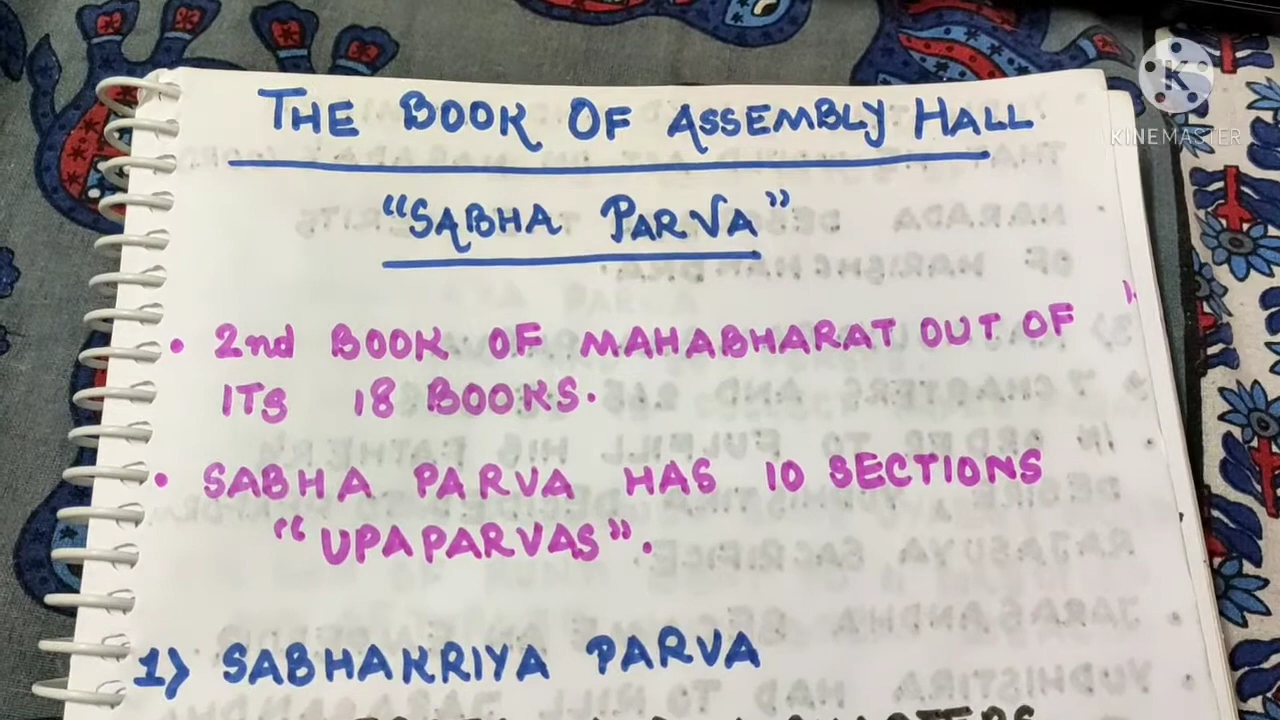 THE BOOK OF ASSEMBLY HALL
"SABHA PARVA"
• 2nd BOOK OF MAHABHARAT OUT OF
ITS 18 BOOKS.
• SABHA PARVA HAS 10 SECTIONS
"UPAPARVAS".
1) SABHAKRIYA PARVA
K
KINEMASTER